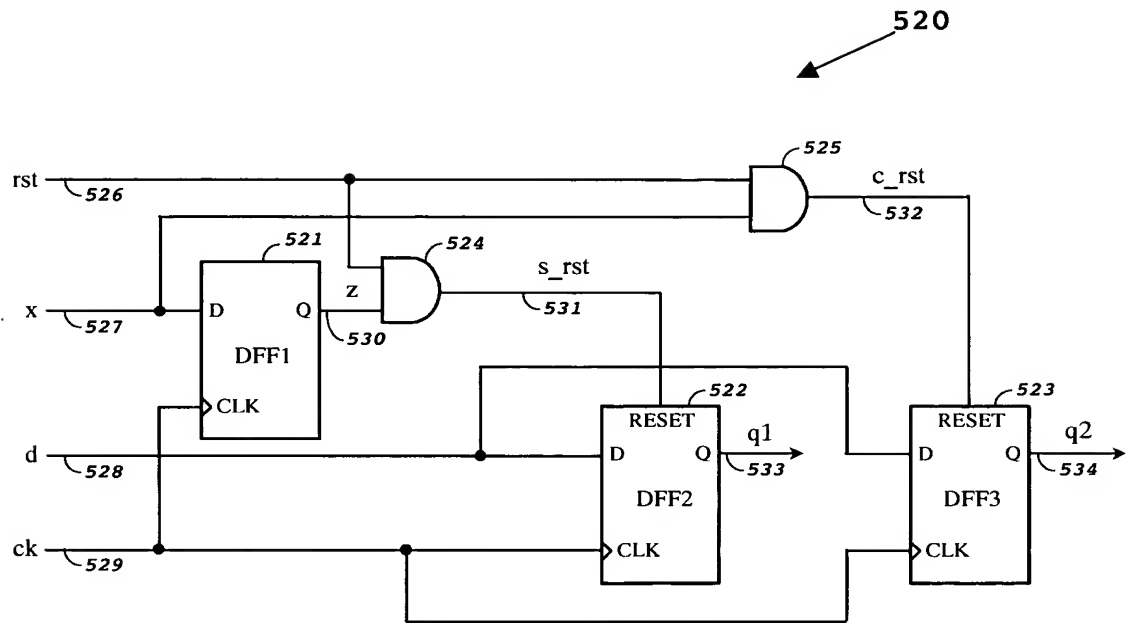 520
525
rst
526
c_rst
532
521
524
s_rst
531
z
x
527
D
Q
530
DFF1
CLK
522
523
RESET
RESET
d
528
D
Q
q1
533
D
Q
q2
534
DFF2
DFF3
ck
529
CLK
CLK